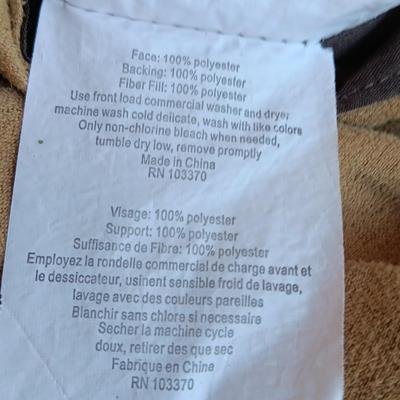 Face: 100% polyester
Backing: 100% polyester
Fiber Fill: 100% polyester
Use front load commercial washer and dryer,
machine wash cold delicate, wash with like colors
Only non-chlorine bleach when needed,
tumble dry low, remove promptly
Made in China
RN 103370
Visage: 100% polyester
Support: 100% polyester
Suffisance de Fibre: 100% polyester
Employez la rondelle commercial de charge avant et
le dessiccateur, usinent sensible froid de lavage,
lavage avec des couleurs pareilles
Blanchir sans chlore si necessaire
Secher la machine cycle
doux, retirer des que sec
Fabrique en Chine
RN 103370